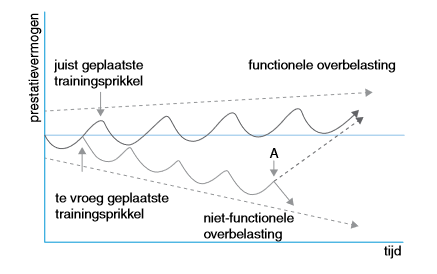 prestatievermogen
juist geplaatste
trainingsprikkel
functionele overbelasting
A
te vroeg geplaatste
trainingsprikkel
niet-functionele
overbelasting
tijd